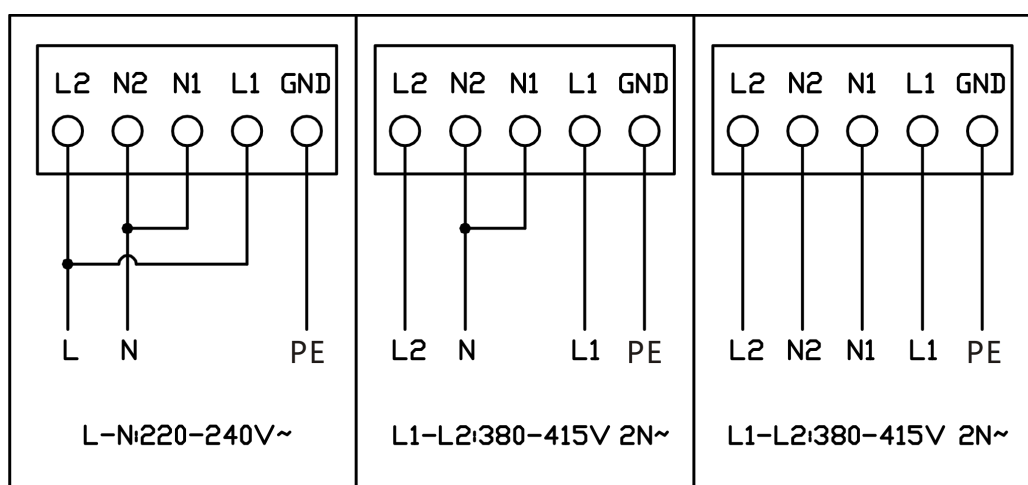 L2 N2 N1 L1 GND
L N PE
L-N:220-240V~
L2 N2 N1 L1 GND
L2 N L1 PE
L1-L2:380-415V 2N~
L2 N2 N1 L1 GND
L2 N2 N1 L1 PE
L1-L2:380-415V 2N~